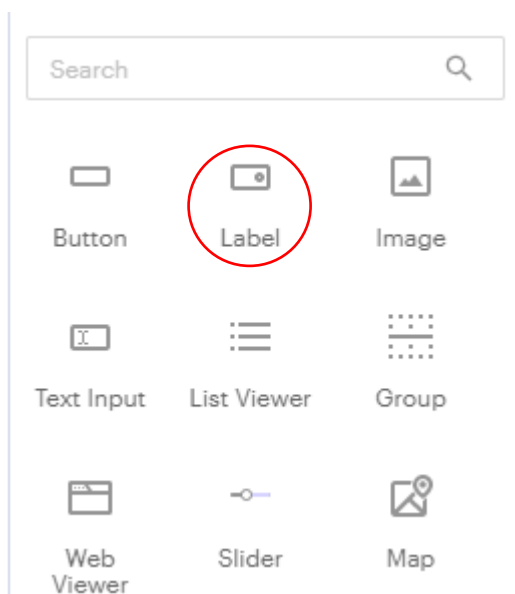 Search
Button
Label
Image
Text Input
List Viewer
Group
Web
Viewer
Slider
Map